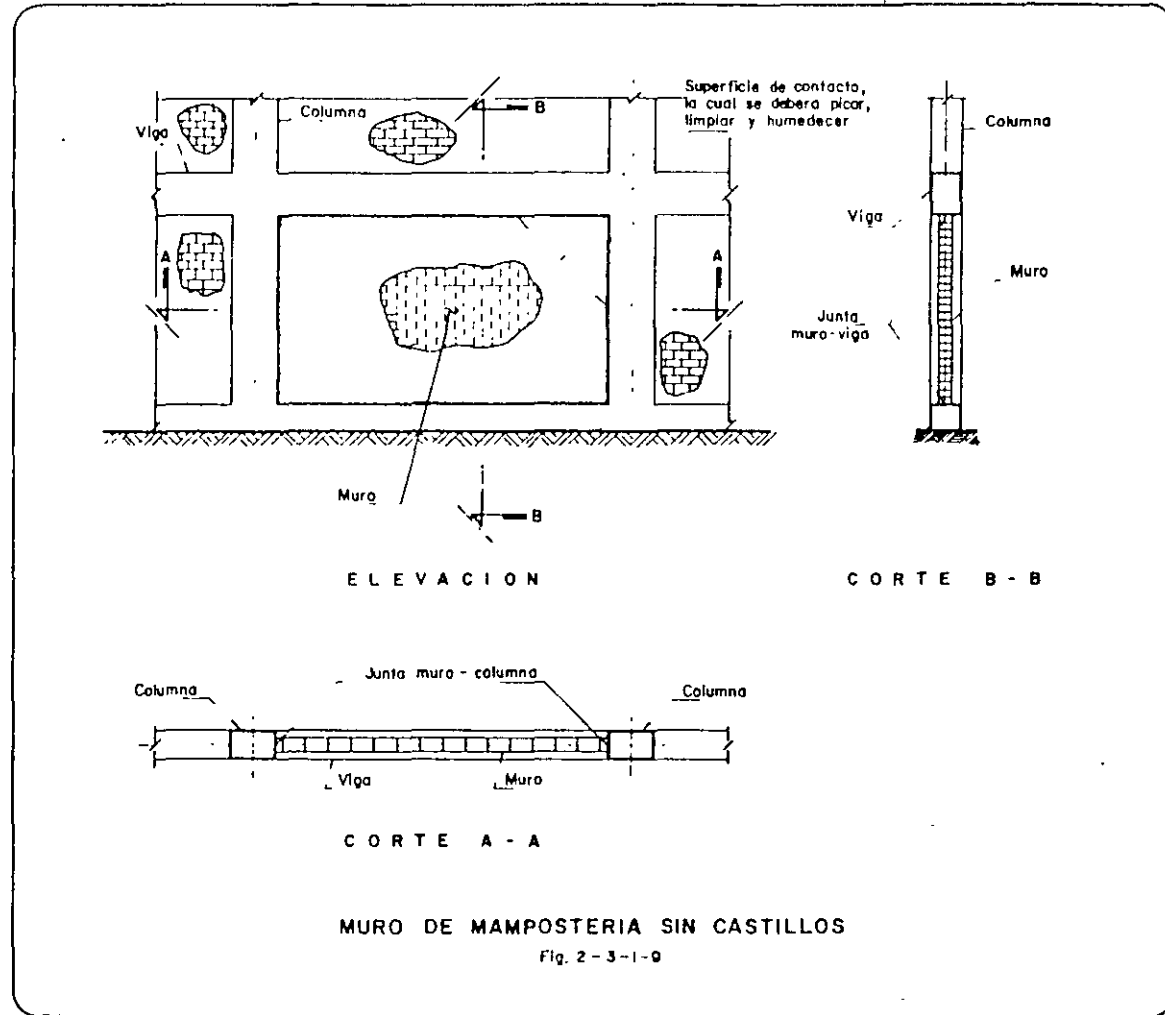 Superficie de contacto,
la cual se debera picar,
limpiar y humedecer
Columna
B
Columna
Viga
Viga
A
A
Muro
Junta
muro-viga
Muro
B
ELEVACION
CORTE B-B
Junta muro - columna
Columna
Columna
Viga
Muro
CORTE A-A
MURO DE MAMPOSTERIA SIN CASTILLOS
Fig. 2-3-1-9